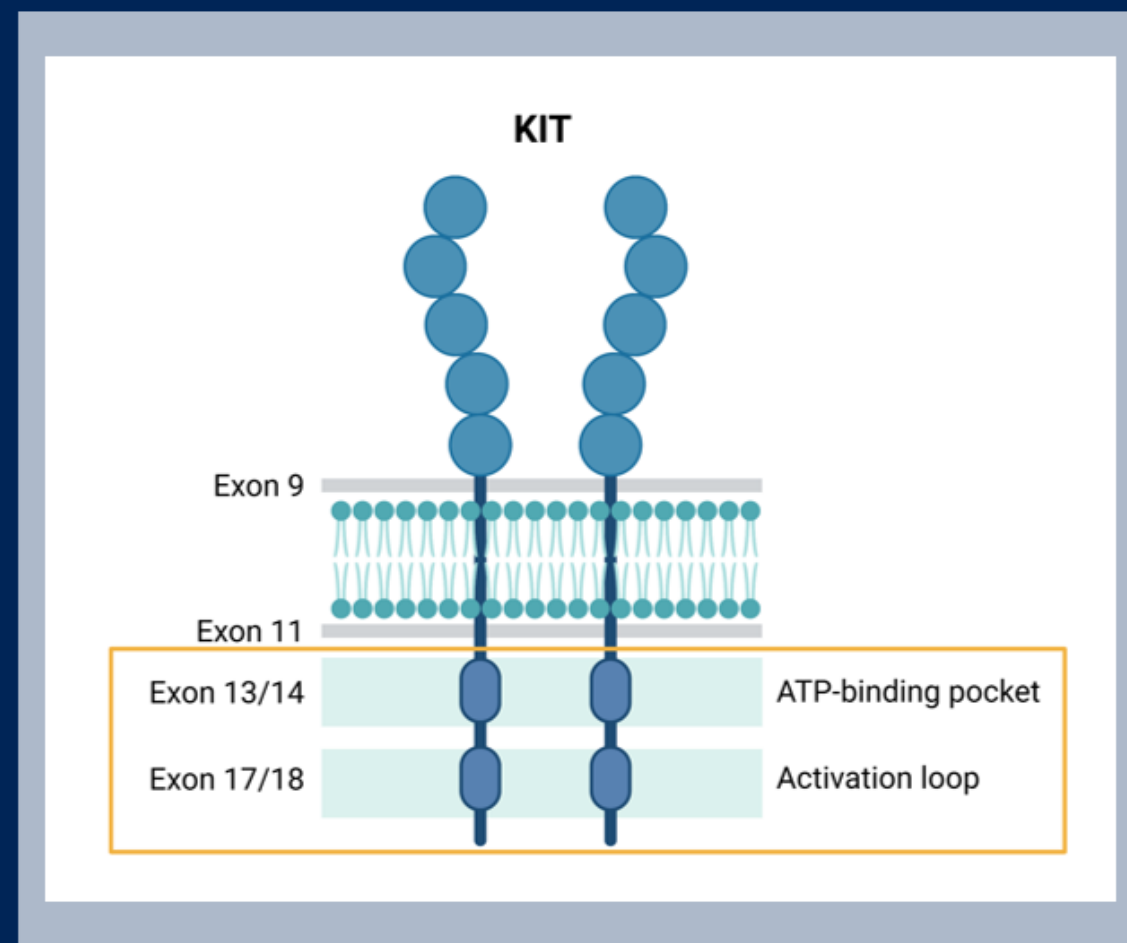 KIT
Exon 9
Exon 11
Exon 13/14
ATP-binding pocket
Exon 17/18
Activation loop